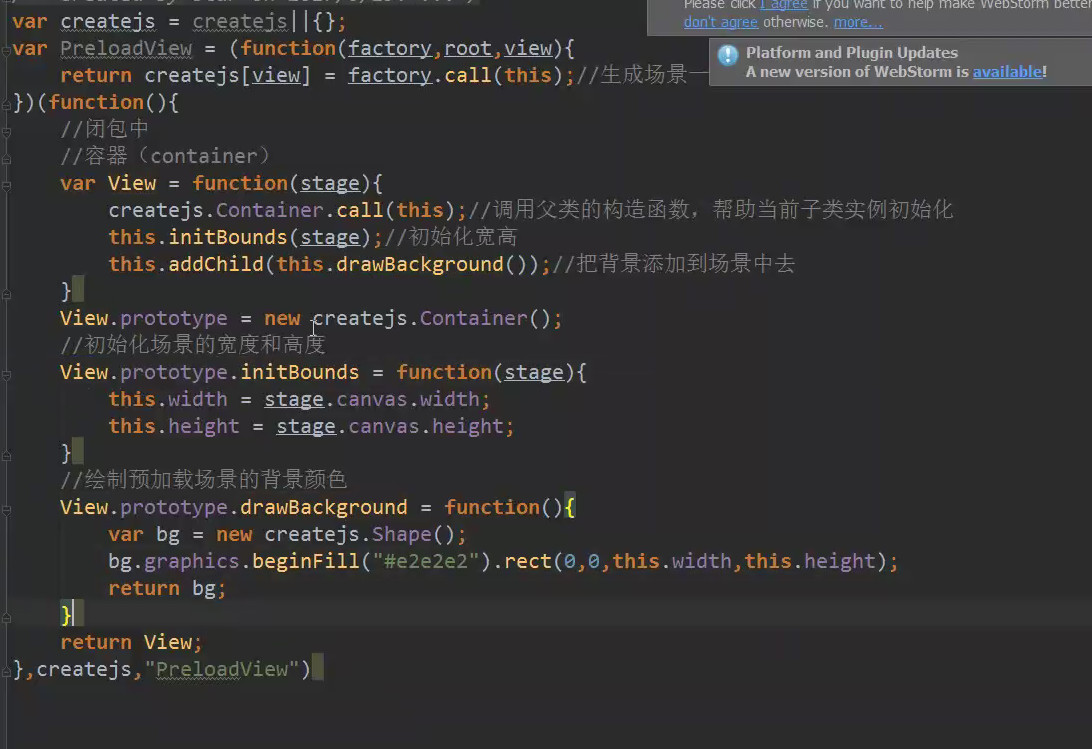 Please click I agree if you want to help make WebStorm better
don't agree otherwise. more...
Platform and Plugin Updates
A new version of WebStorm is available!
var createjs = createjs||{};
var PreloadView = (function(factory,root,view){
return createjs[view] = factory.call(this);//生成场景一
})(function(){
//闭包中
//容器（container）
var View = function(stage){
createjs.Container.call(this);//调用父类的构造函数，帮助当前子类实例初始化
this.initBounds(stage);//初始化宽高
this.addChild(this.drawBackground());//把背景添加到场景中去
}
View.prototype = new createjs.Container();
//初始化场景的宽度和高度
View.prototype.initBounds = function(stage){
this.width = stage.canvas.width;
this.height = stage.canvas.height;
}
//绘制预加载场景的背景颜色
View.prototype.drawBackground = function(){
var bg = new createjs.Shape();
bg.graphics.beginFill("#e2e2e2").rect(0,0,this.width,this.height);
return bg;
}
return View;
},createjs,"PreloadView")